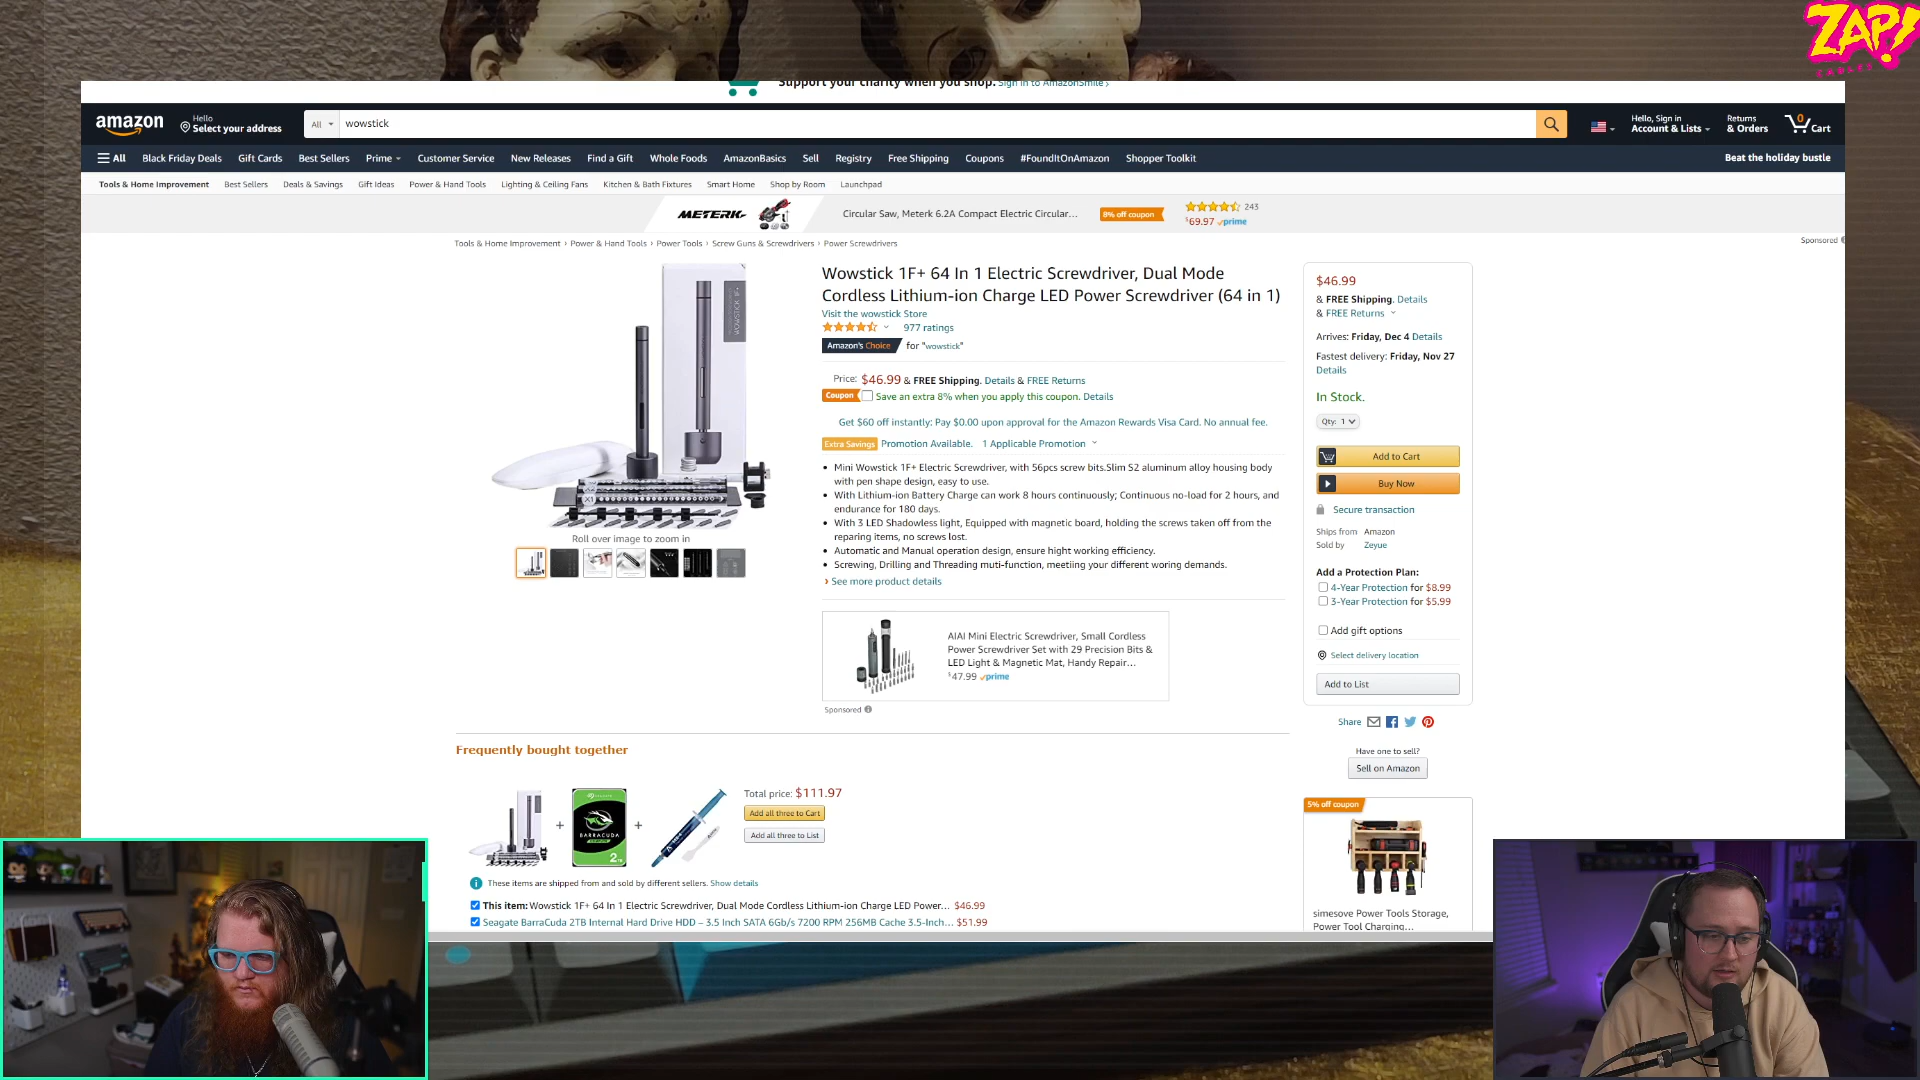 ZAP!
Support your charity when you shop. Sign in to AmazonSmile ›
amazon
Hello
Select your address
All
wowstick
Hello, Sign in
Account & Lists
Returns
& Orders
0
Cart
All
Black Friday Deals
Gift Cards
Best Sellers
Prime
Customer Service
New Releases
Find a Gift
Whole Foods
AmazonBasics
Sell
Registry
Free Shipping
Coupons
#FoundItOnAmazon
Shopper Toolkit
Beat the holiday bustle
Tools & Home Improvement
Best Sellers
Deals & Savings
Gift Ideas
Power & Hand Tools
Lighting & Ceiling Fans
Kitchen & Bath Fixtures
Smart Home
Shop by Room
Launchpad
METERK
Circular Saw, Meterk 6.2A Compact Electric Circular...
8% off coupon
243
$69.97 prime
Sponsored
Tools & Home Improvement › Power & Hand Tools › Power Tools › Screw Guns & Screwdrivers › Power Screwdrivers
WOWSTICK 1F+
Roll over image to zoom in
Wowstick 1F+ 64 In 1 Electric Screwdriver, Dual Mode
Cordless Lithium-ion Charge LED Power Screwdriver (64 in 1)
Visit the wowstick Store
977 ratings
Amazon's Choice for "wowstick"
Price: $46.99 & FREE Shipping. Details & FREE Returns
Coupon Save an extra 8% when you apply this coupon. Details
Get $60 off instantly: Pay $0.00 upon approval for the Amazon Rewards Visa Card. No annual fee.
Extra Savings Promotion Available. 1 Applicable Promotion
• Mini Wowstick 1F+ Electric Screwdriver, with 56pcs screw bits.Slim S2 aluminum alloy housing body
with pen shape design, easy to use.
• With Lithium-ion Battery Charge can work 8 hours continuously; Continuous no-load for 2 hours, and
endurance for 180 days.
• With 3 LED Shadowless light, Equipped with magnetic board, holding the screws taken off from the
reparing items, no screws lost.
• Automatic and Manual operation design, ensure hight working efficiency.
• Screwing, Drilling and Threading muti-function, meetiing your different woring demands.
› See more product details
AIAI Mini Electric Screwdriver, Small Cordless
Power Screwdriver Set with 29 Precision Bits &
LED Light & Magnetic Mat, Handy Repair...
$47.99 prime
Sponsored
$46.99
& FREE Shipping. Details
& FREE Returns
Arrives: Friday, Dec 4 Details
Fastest delivery: Friday, Nov 27
Details
In Stock.
Qty: 1
Add to Cart
Buy Now
Secure transaction
Ships from Amazon
Sold by Zeyue
Add a Protection Plan:
4-Year Protection for $8.99
3-Year Protection for $5.99
Add gift options
Select delivery location
Add to List
Share
Have one to sell?
Sell on Amazon
5% off coupon
simesove Power Tools Storage,
Power Tool Charging...
Frequently bought together
+
BARRACUDA
2TB
+
Total price: $111.97
Add all three to Cart
Add all three to List
These items are shipped from and sold by different sellers. Show details
This item: Wowstick 1F+ 64 In 1 Electric Screwdriver, Dual Mode Cordless Lithium-ion Charge LED Power... $46.99
Seagate BarraCuda 2TB Internal Hard Drive HDD – 3.5 Inch SATA 6Gb/s 7200 RPM 256MB Cache 3.5-Inch... $51.99